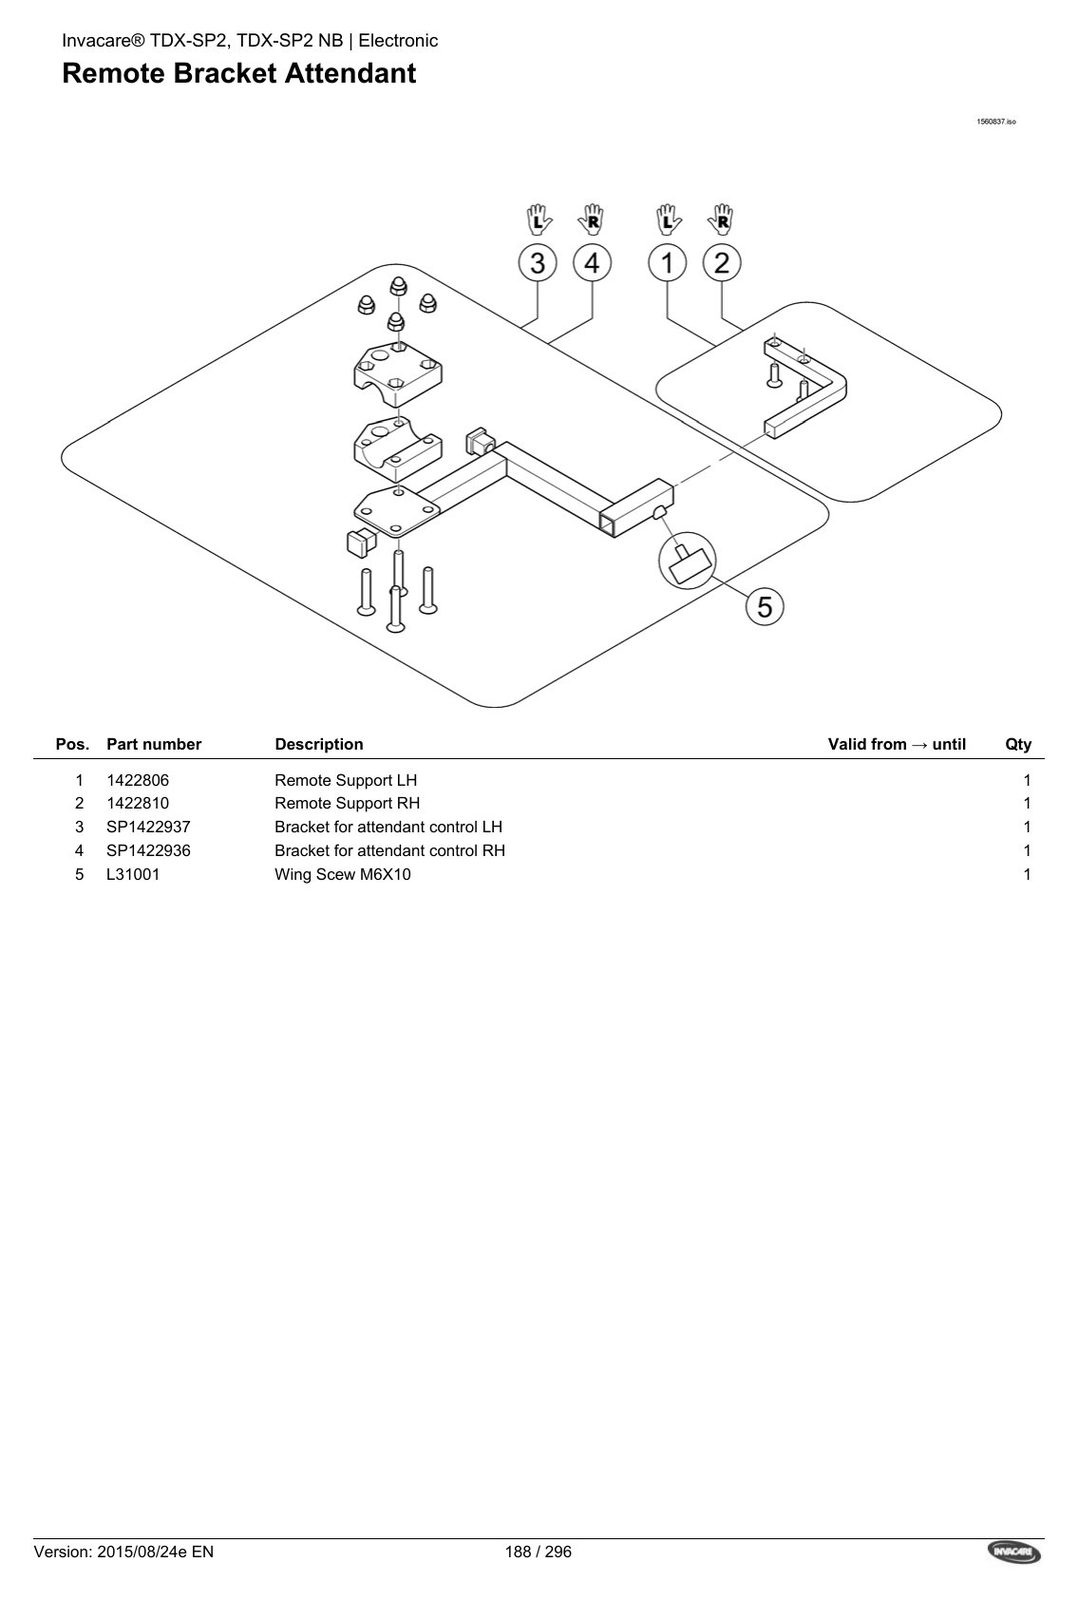 Invacare® TDX-SP2, TDX-SP2 NB | Electronic
Remote Bracket Attendant
1560837.iso
L R L R
3 4 1 2
5
Pos. Part number Description Valid from → until Qty
1 1422806 Remote Support LH 1
2 1422810 Remote Support RH 1
3 SP1422937 Bracket for attendant control LH 1
4 SP1422936 Bracket for attendant control RH 1
5 L31001 Wing Scew M6X10 1
Version: 2015/08/24e EN 188 / 296 INVACARE